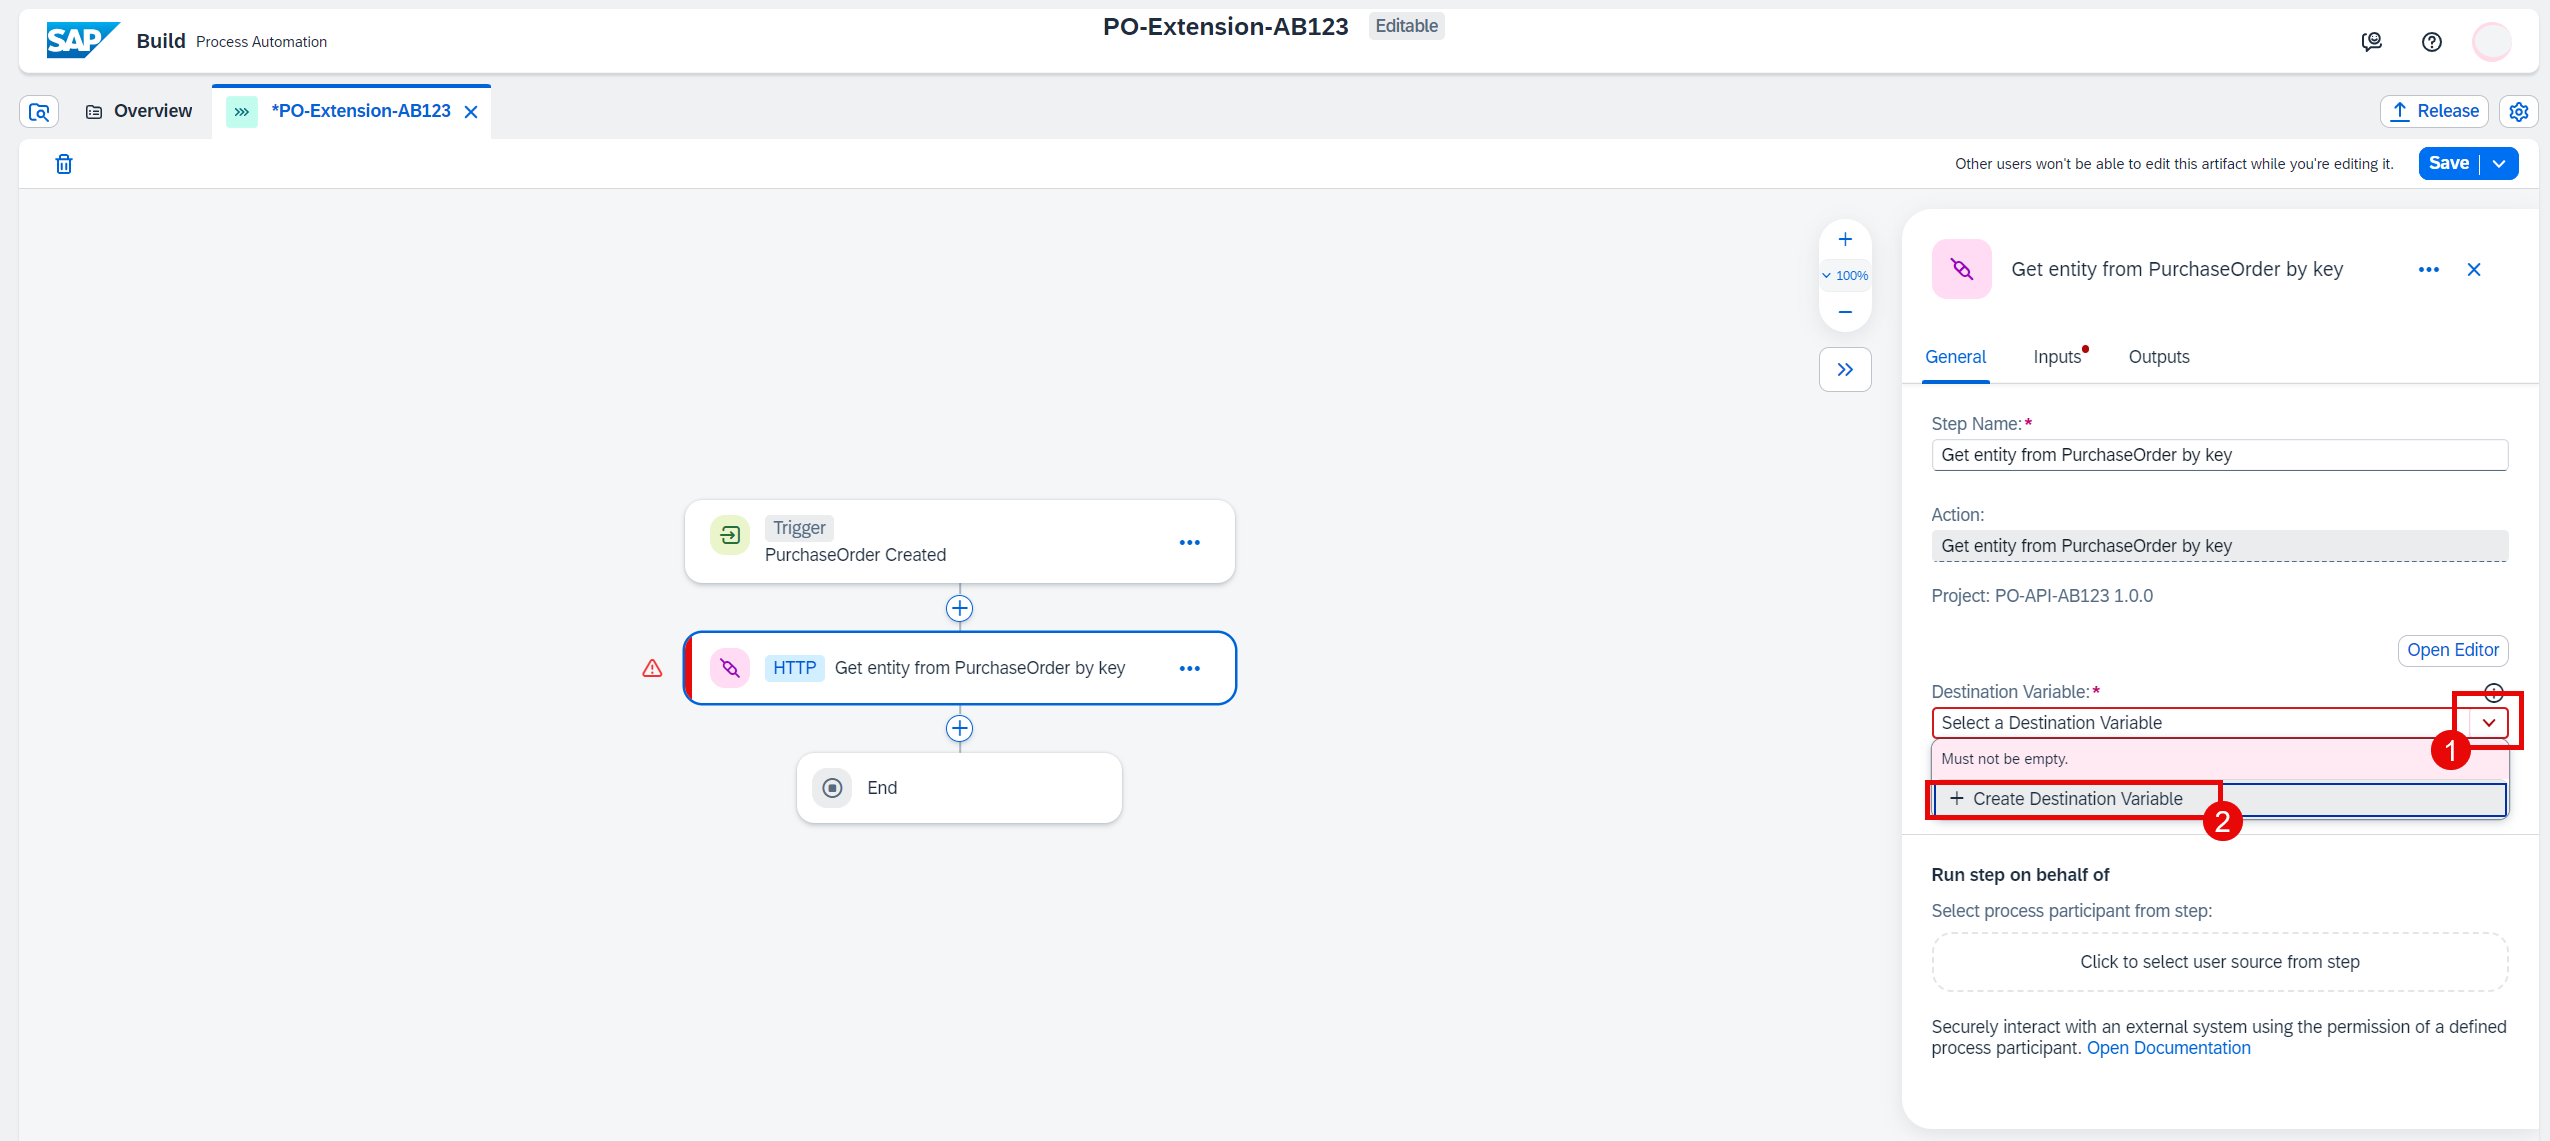 PO-Extension-AB123 Editable
SAP Build Process Automation
Overview *PO-Extension-AB123 Release
Other users won't be able to edit this artifact while you're editing it. Save
100%
Get entity from PurchaseOrder by key
General Inputs Outputs
Step Name:*
Get entity from PurchaseOrder by key
Action:
Get entity from PurchaseOrder by key
Project: PO-API-AB123 1.0.0
Open Editor
Destination Variable:*
Select a Destination Variable
1
Must not be empty.
+ Create Destination Variable
2
Run step on behalf of
Select process participant from step:
Click to select user source from step
Securely interact with an external system using the permission of a defined
process participant. Open Documentation
Trigger
PurchaseOrder Created
HTTP Get entity from PurchaseOrder by key
End